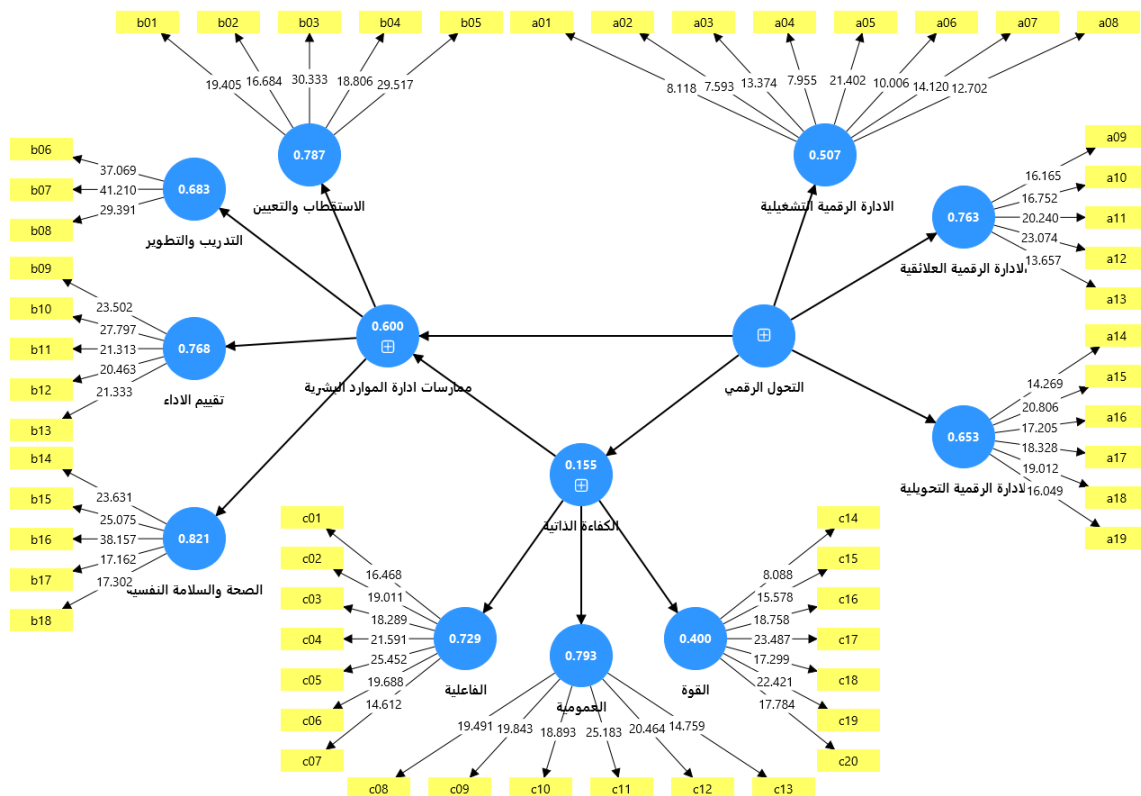 b01 b02 b03 b04 b05 a01 a02 a03 a04 a05 a06 a07 a08
19.405 16.684 30.333 18.806 29.517
8.118 7.593 13.374 7.955 21.402 10.006 14.120 12.702
0.787
الاستقطاب والتعيين
0.507
الادارة الرقمية التشغيلية
b06
b07
b08
37.069
41.210
29.391
0.683
التدريب والتطوير
a09
a10
a11
a12
a13
16.165
16.752
20.240
23.074
13.657
0.763
الادارة الرقمية العلائقية
b09
b10
b11
b12
b13
23.502
27.797
21.313
20.463
21.333
0.768
تقييم الاداء
0.600
ممارسات ادارة الموارد البشرية
التحول الرقمي
a14
a15
a16
a17
a18
a19
14.269
20.806
17.205
18.328
19.012
16.049
0.653
الادارة الرقمية التحويلية
b14
b15
b16
b17
b18
23.631
25.075
38.157
17.162
17.302
0.821
الصحة والسلامة النفسية
0.155
الكفاءة الذاتية
c01
c02
c03
c04
c05
c06
c07
16.468
19.011
18.289
21.591
25.452
19.688
14.612
0.729
الفاعلية
0.793
العمومية
19.491 19.843 18.893 25.183 20.464 14.759
c08 c09 c10 c11 c12 c13
0.400
القوة
8.088
15.578
18.758
23.487
17.299
22.421
17.784
c14
c15
c16
c17
c18
c19
c20